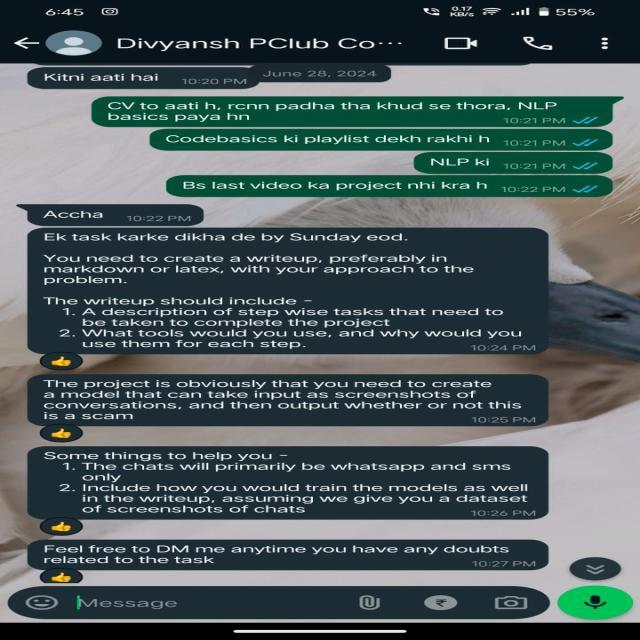 6:45
0.17
KB/s
55%
Divyansh PClub Co...
Kitni aati hai 10:20 PM
June 28, 2024
CV to aati h, rcnn padha tha khud se thora, NLP
basics paya hn 10:21 PM
Codebasics ki playlist dekh rakhi h 10:21 PM
NLP ki 10:21 PM
Bs last video ka project nhi kra h 10:22 PM
Accha 10:22 PM
Ek task karke dikha de by Sunday eod.
You need to create a writeup, preferably in
markdown or latex, with your approach to the
problem.
The writeup should include -
1. A description of step wise tasks that need to
be taken to complete the project
2. What tools would you use, and why would you
use them for each step. 10:24 PM
The project is obviously that you need to create
a model that can take input as screenshots of
conversations, and then output whether or not this
is a scam 10:25 PM
Some things to help you -
1. The chats will primarily be whatsapp and sms
only
2. Include how you would train the models as well
in the writeup, assuming we give you a dataset
of screenshots of chats 10:26 PM
Feel free to DM me anytime you have any doubts
related to the task 10:27 PM
Message